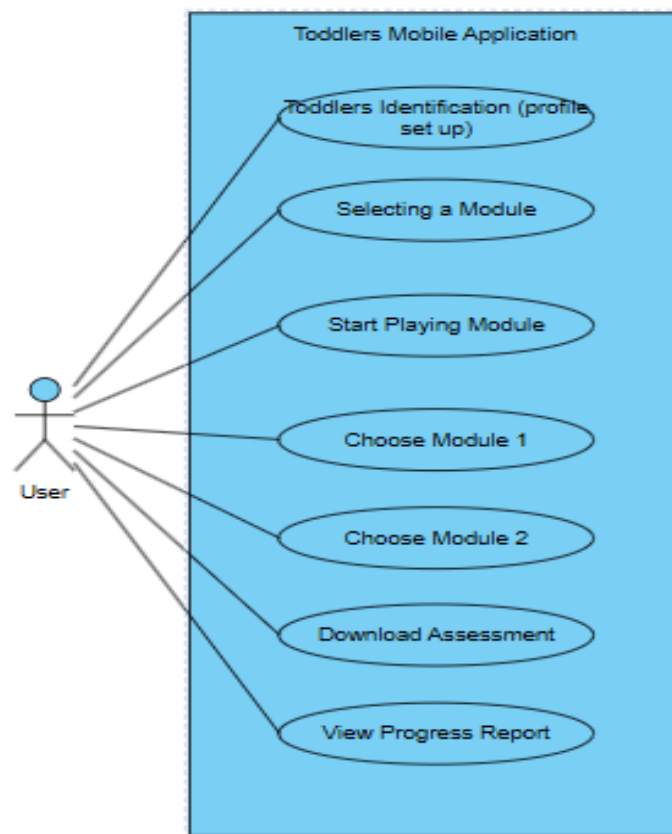 Toddlers Mobile Application
Toddlers Identification (profile
set up)
Selecting a Module
Start Playing Module
Choose Module 1
User
Choose Module 2
Download Assessment
View Progress Report